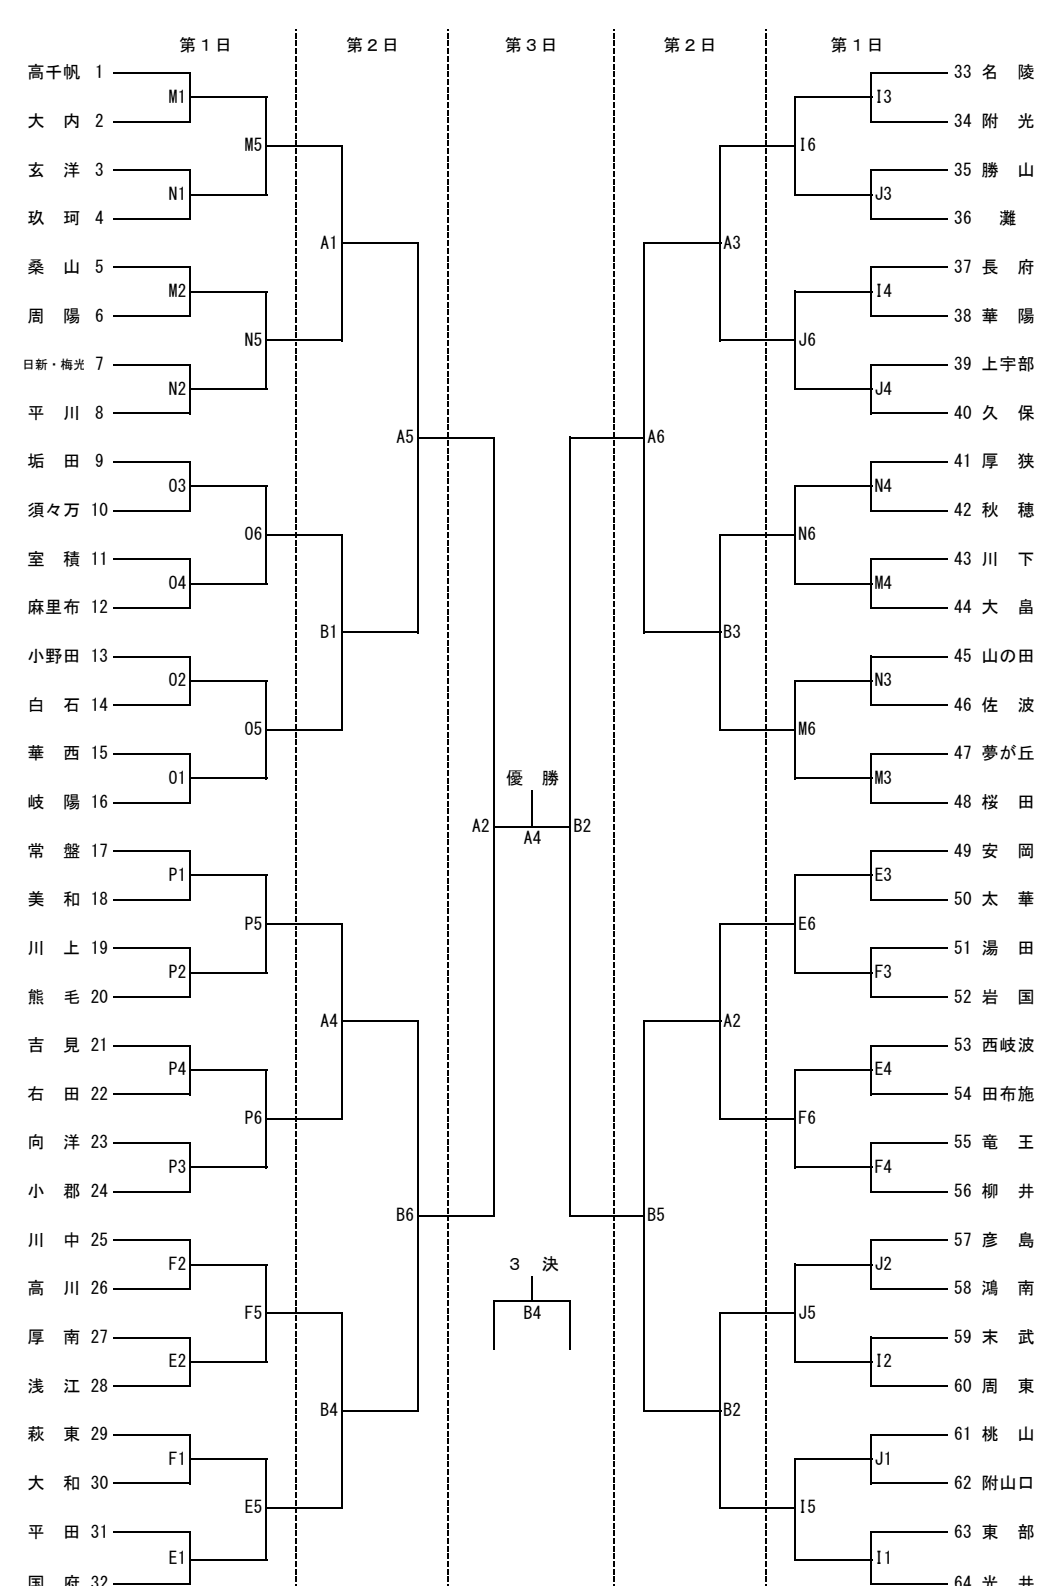 第1日 第2日 第3日 第2日 第1日
高千帆 1 33 名 陵
M1 I3
大 内 2 34 附 光
M5 I6
玄 洋 3 35 勝 山
N1 J3
玖 珂 4 36 灘
A1 A3
桑 山 5 37 長 府
M2 I4
周 陽 6 38 華 陽
N5 J6
日新・梅光 7 39 上宇部
N2 J4
平 川 8 40 久 保
A5 A6
垢 田 9 41 厚 狭
O3 N4
須々万 10 42 秋 穂
O6 N6
室 積 11 43 川 下
O4 M4
麻里布 12 44 大 畠
B1 B3
小野田 13 45 山の田
O2 N3
白 石 14 46 佐 波
O5 M6
華 西 15 47 夢が丘
O1 優 勝 M3
岐 陽 16 48 桜 田
A2 A4 B2
常 盤 17 49 安 岡
P1 E3
美 和 18 50 太 華
P5 E6
川 上 19 51 湯 田
P2 F3
熊 毛 20 52 岩 国
A4 A2
吉 見 21 53 西岐波
P4 E4
右 田 22 54 田布施
P6 F6
向 洋 23 55 竜 王
P3 F4
小 郡 24 56 柳 井
B6 B5
川 中 25 57 彦 島
F2 3 決 J2
高 川 26 58 鴻 南
F5 B4 J5
厚 南 27 59 末 武
E2 I2
浅 江 28 60 周 東
B4 B2
萩 東 29 61 桃 山
F1 J1
大 和 30 62 附山口
E5 I5
平 田 31 63 東 部
E1 I1
国 府 32 64 光 井